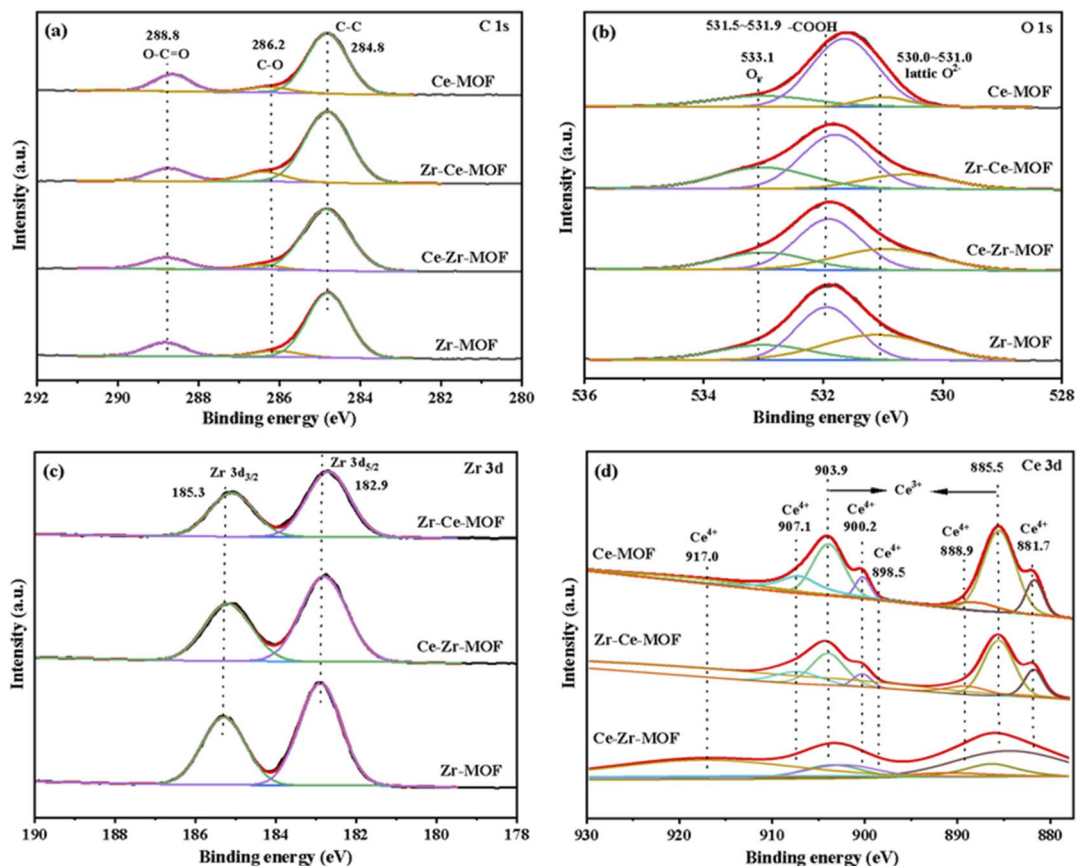 (a)
C 1s
288.8
O-C=O
286.2
C-O
C-C
284.8
Ce-MOF
Zr-Ce-MOF
Ce-Zr-MOF
Zr-MOF
Intensity (a.u.)
292 290 288 286 284 282 280
Binding energy (eV)
(b)
O 1s
531.5~531.9 -COOH
533.1
Oᵥ
530.0~531.0
lattic O²⁻
Ce-MOF
Zr-Ce-MOF
Ce-Zr-MOF
Zr-MOF
Intensity (a.u.)
536 534 532 530 528
Binding energy (eV)
(c)
Zr 3d
Zr 3d₃/₂
185.3
Zr 3d₅/₂
182.9
Zr-Ce-MOF
Ce-Zr-MOF
Zr-MOF
Intensity (a.u.)
190 188 186 184 182 180 178
Binding energy (eV)
(d)
Ce 3d
903.9
885.5
Ce³⁺
Ce⁴⁺
917.0
Ce⁴⁺
907.1
Ce⁴⁺
900.2
Ce⁴⁺
898.5
Ce⁴⁺
888.9
Ce⁴⁺
881.7
Ce-MOF
Zr-Ce-MOF
Ce-Zr-MOF
Intensity (a.u.)
930 920 910 900 890 880
Binding energy (eV)